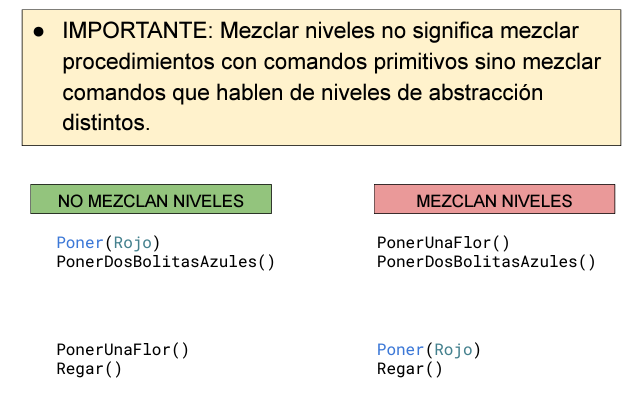 ● IMPORTANTE: Mezclar niveles no significa mezclar
procedimientos con comandos primitivos sino mezclar
comandos que hablen de niveles de abstracción
distintos.
NO MEZCLAN NIVELES
Poner(Rojo)
PonerDosBolitasAzules()
PonerUnaFlor()
Regar()
MEZCLAN NIVELES
PonerUnaFlor()
PonerDosBolitasAzules()
Poner(Rojo)
Regar()